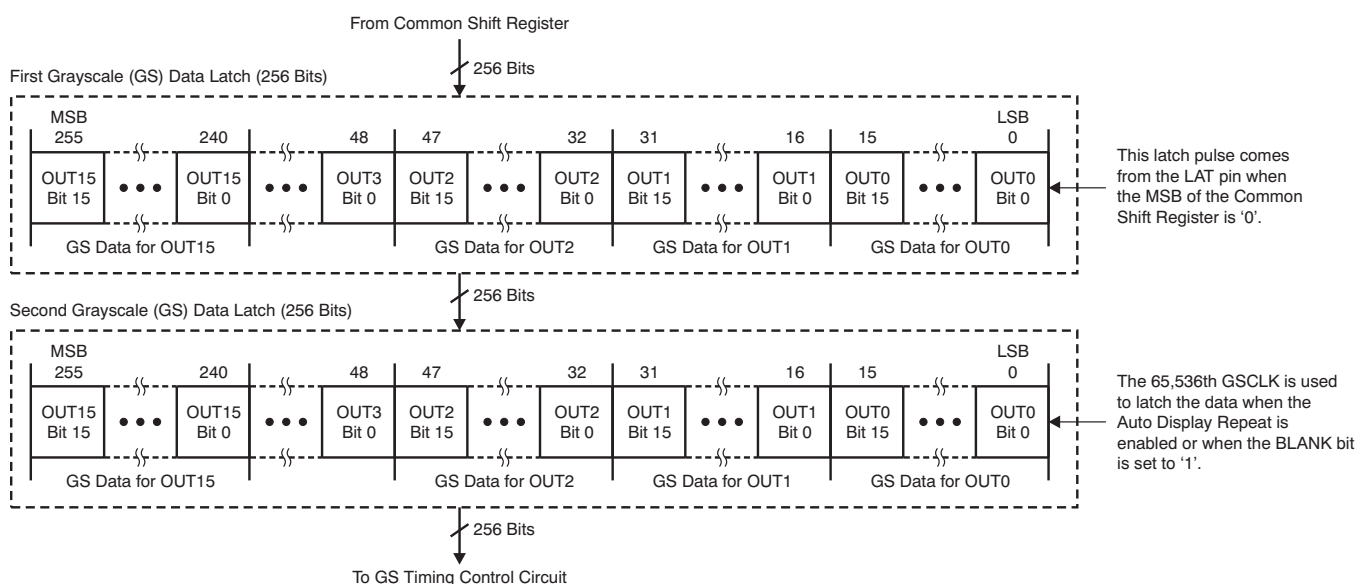 From Common Shift Register
256 Bits
First Grayscale (GS) Data Latch (256 Bits)
MSB LSB
255 240 48 47 32 31 16 15 0
OUT15 OUT15 OUT3 OUT2 OUT2 OUT1 OUT1 OUT0 OUT0
Bit 15 Bit 0 Bit 0 Bit 15 Bit 0 Bit 15 Bit 0 Bit 15 Bit 0
GS Data for OUT15 GS Data for OUT2 GS Data for OUT1 GS Data for OUT0
This latch pulse comes
from the LAT pin when
the MSB of the Common
Shift Register is ‘0’.
256 Bits
Second Grayscale (GS) Data Latch (256 Bits)
MSB LSB
255 240 48 47 32 31 16 15 0
OUT15 OUT15 OUT3 OUT2 OUT2 OUT1 OUT1 OUT0 OUT0
Bit 15 Bit 0 Bit 0 Bit 15 Bit 0 Bit 15 Bit 0 Bit 15 Bit 0
GS Data for OUT15 GS Data for OUT2 GS Data for OUT1 GS Data for OUT0
The 65,536th GSCLK is used
to latch the data when the
Auto Display Repeat is
enabled or when the BLANK bit
is set to ‘1’.
256 Bits
To GS Timing Control Circuit